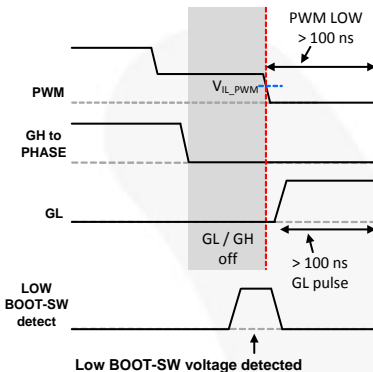 PWM LOW
> 100 ns
V_IL_PWM
PWM
GH to
PHASE
GL
GL / GH
off
> 100 ns
GL pulse
LOW
BOOT-SW
detect
Low BOOT-SW voltage detected